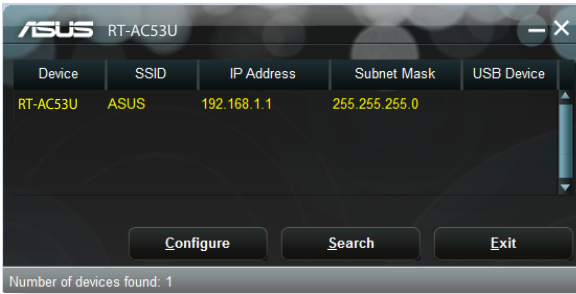 ASUS RT-AC53U
Device SSID IP Address Subnet Mask USB Device
RT-AC53U ASUS 192.168.1.1 255.255.255.0
Configure Search Exit
Number of devices found: 1